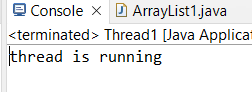 Console ArrayList1.java
<terminated> Thread1 [Java Applicat
thread is running